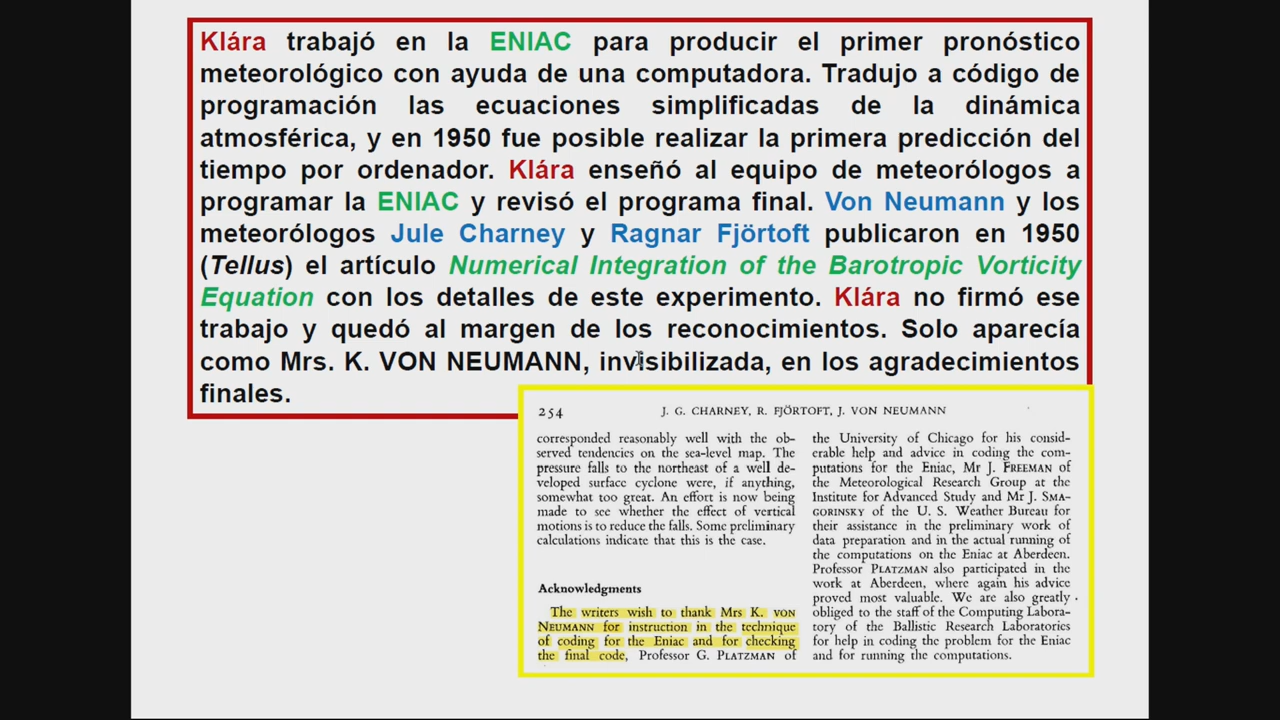 Klára trabajó en la ENIAC para producir el primer pronóstico
meteorológico con ayuda de una computadora. Tradujo a código de
programación las ecuaciones simplificadas de la dinámica
atmosférica, y en 1950 fue posible realizar la primera predicción del
tiempo por ordenador. Klára enseñó al equipo de meteorólogos a
programar la ENIAC y revisó el programa final. Von Neumann y los
meteorólogos Jule Charney y Ragnar Fjörtoft publicaron en 1950
(Tellus) el artículo Numerical Integration of the Barotropic Vorticity
Equation con los detalles de este experimento. Klára no firmó ese
trabajo y quedó al margen de los reconocimientos. Solo aparecía
como Mrs. K. VON NEUMANN, invisibilizada, en los agradecimientos
finales.
254 J. G. CHARNEY, R. FJÖRTOFT, J. VON NEUMANN
corresponded reasonably well with the ob-
served tendencies on the sea-level map. The
pressure falls to the northeast of a well de-
veloped surface cyclone were, if anything,
somewhat too great. An effort is now being
made to see whether the effect of vertical
motions is to reduce the falls. Some preliminary
calculations indicate that this is the case.
Acknowledgments
The writers wish to thank Mrs K. VON
NEUMANN for instruction in the technique
of coding for the Eniac and for checking
the final code, Professor G. PLATZMAN of
the University of Chicago for his consid-
erable help and advice in coding the com-
putations for the Eniac, Mr J. FREEMAN of
the Meteorological Research Group at the
Institute for Advanced Study and Mr J. SMA-
GORINSKY of the U. S. Weather Bureau for
their assistance in the preliminary work of
data preparation and in the actual running of
the computations on the Eniac at Aberdeen.
Professor PLATZMAN also participated in the
work at Aberdeen, where again his advice
proved most valuable. We are also greatly
obliged to the staff of the Computing Labora-
tory of the Ballistic Research Laboratories
for help in coding the problem for the Eniac
and for running the computations.